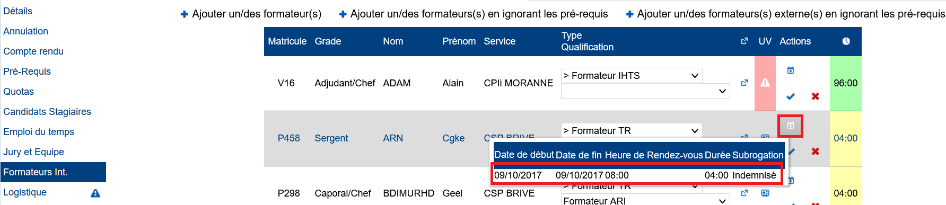 Détails
Annulation
Compte rendu
Pré-Requis
Quotas
Candidats Stagiaires
Emploi du temps
Jury et Equipe
Formateurs Int.
Logistique
Ajouter un/des formateur(s) Ajouter un/des formateurs(s) en ignorant les pré-requis Ajouter un/des formateurs(s) externe(s) en ignorant les pré-requis
Matricule Grade Nom Prénom Service Type Qualification UV Actions
V16 Adjudant/Chef ADAM Alain CPIi MORANNE > Formateur IHTS 96:00
P458 Sergent ARN Cgke CSP BRIVE > Formateur TR 04:00
Date de début Date de fin Heure de Rendez-vous Durée Subrogation
09/10/2017 09/10/2017 08:00 04:00 Indemnisé
P298 Caporal/Chef BDIMURHD Geel CSP BRIVE > Formateur TR 04:00
Formateur ARI